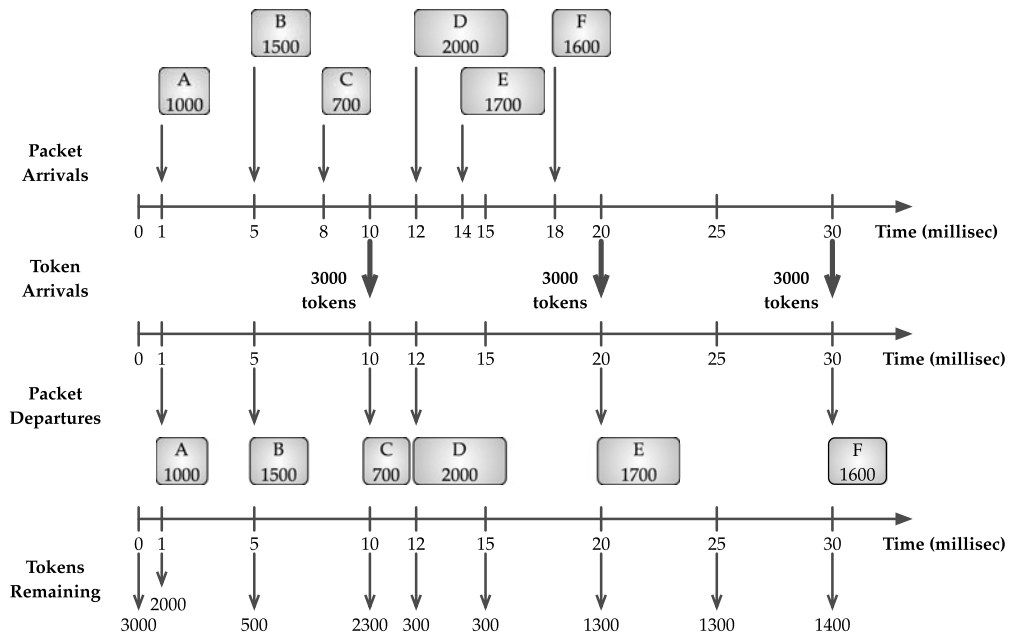 B
1500
D
2000
F
1600
A
1000
C
700
E
1700
Packet
Arrivals
0 1 5 8 10 12 14 15 18 20 25 30 Time (millisec)
Token
Arrivals
3000
tokens
3000
tokens
3000
tokens
0 1 5 10 12 15 20 25 30 Time (millisec)
Packet
Departures
A
1000
B
1500
C
700
D
2000
E
1700
F
1600
0 1 5 10 12 15 20 25 30 Time (millisec)
Tokens
Remaining
2000
3000 500 2300 300 300 1300 1300 1400